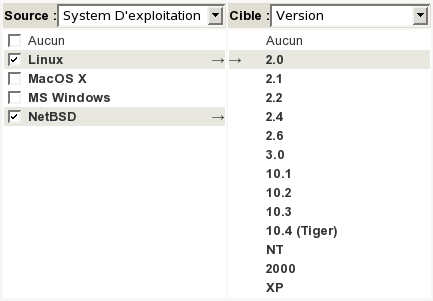 Source : System D'exploitation Cible : Version
Aucun Aucun
Linux → → 2.0
MacOS X 2.1
MS Windows 2.2
NetBSD → 2.4
2.6
3.0
10.1
10.2
10.3
10.4 (Tiger)
NT
2000
XP